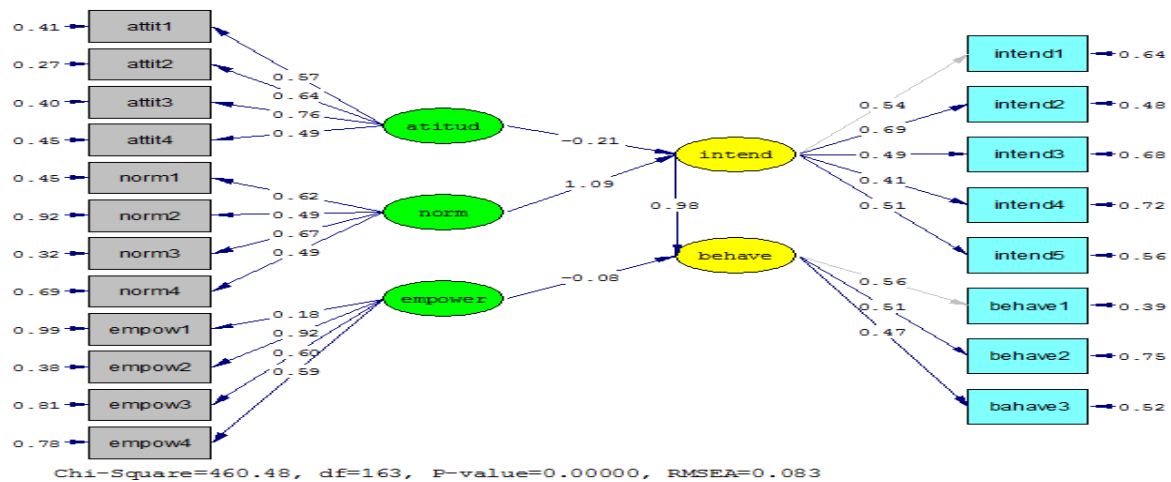 0.41 attit1
0.27 attit2
0.40 attit3
0.45 attit4
0.45 norm1
0.92 norm2
0.32 norm3
0.69 norm4
0.99 empow1
0.38 empow2
0.81 empow3
0.78 empow4
0.57
0.64
0.76
0.49
0.62
0.49
0.67
0.49
0.18
0.92
0.60
0.59
atitud
norm
empower
-0.21
1.09
0.98
-0.08
intend
behave
0.54
0.69
0.49
0.41
0.51
0.56
0.51
0.47
intend1 0.64
intend2 0.48
intend3 0.68
intend4 0.72
intend5 0.56
behave1 0.39
behave2 0.75
bahave3 0.52
Chi-Square=460.48, df=163, P-value=0.00000, RMSEA=0.083